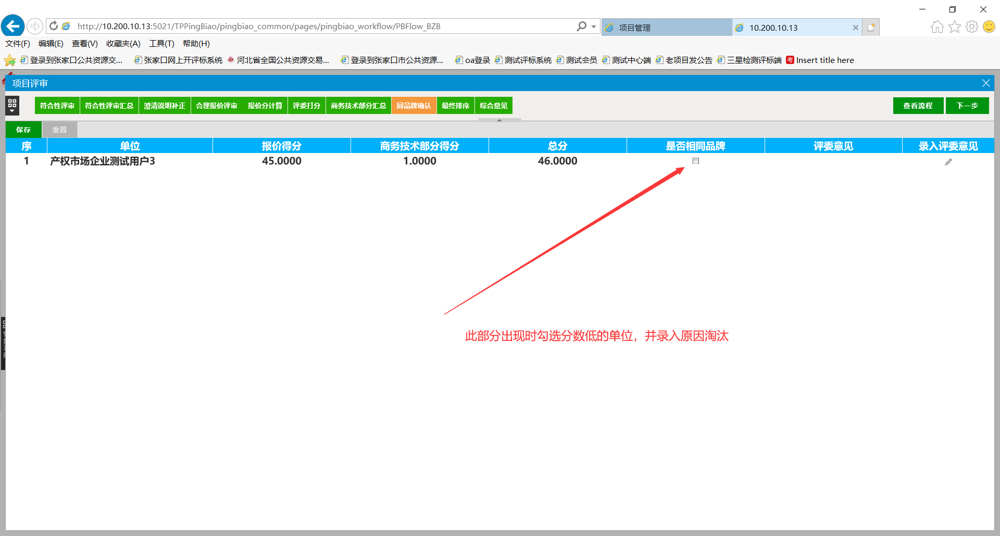 http://10.200.10.13:5021/TPPingBiao/pingbiao_common/pages/pingbiao_workflow/PBFlow_BZB
项目管理
10.200.10.13
文件(F) 编辑(E) 查看(V) 收藏夹(A) 工具(T) 帮助(H)
登录到张家口公共资源交... 张家口网上开评标系统 河北省全国公共资源交易... 登录到张家口市公共资源... oa登录 测试评标系统 测试会员 测试中心端 老项目发公告 三星检测评标端 考 Insert title here
项目评审
符合性评审 符合性评审汇总 澄清说明补正 合理报价评审 报价分计算 评委打分 商务技术部分汇总 同品牌确认 最终排序 综合意见 查看流程 下一步
保存 重置
序 单位 报价得分 商务技术部分得分 总分 是否相同品牌 评委意见 录入评委意见
1 产权市场企业测试用户3 45.0000 1.0000 46.0000
此部分出现时勾选分数低的单位，并录入原因淘汰